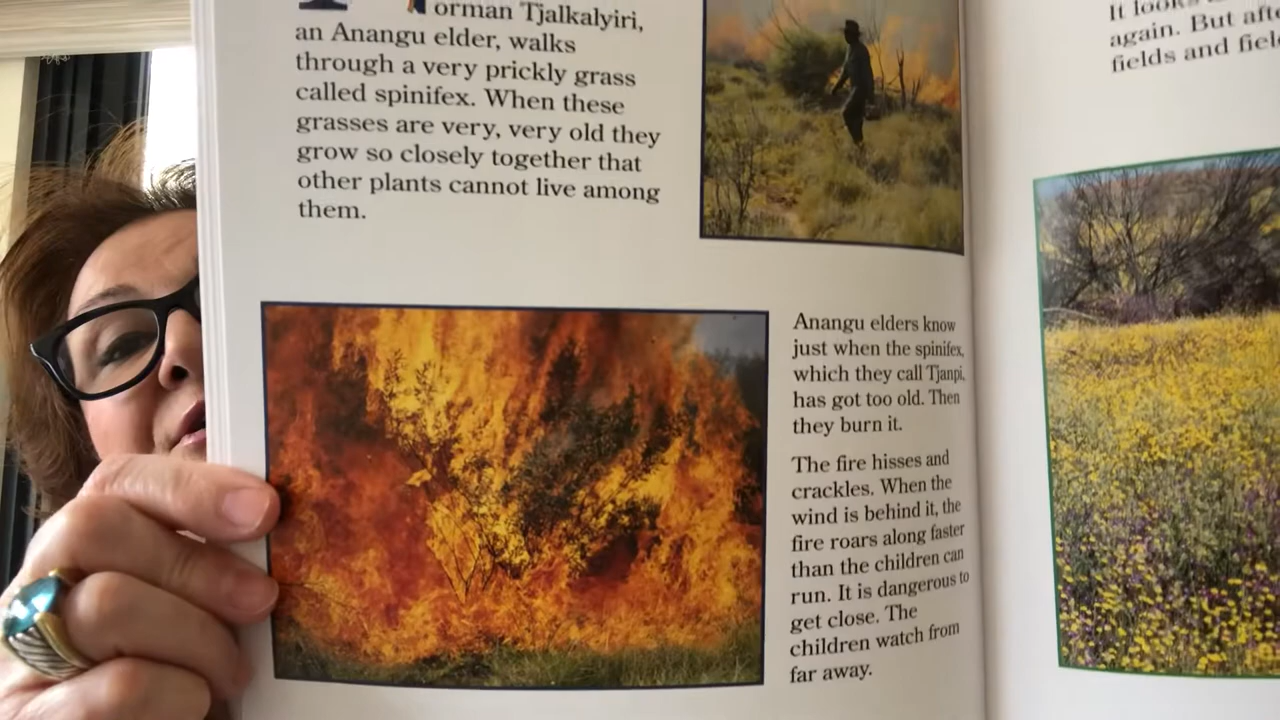 orman Tjalkalyiri,
an Anangu elder, walks
through a very prickly grass
called spinifex. When these
grasses are very, very old they
grow so closely together that
other plants cannot live among
them.
Anangu elders know
just when the spinifex,
which they call Tjanpi,
has got too old. Then
they burn it.
The fire hisses and
crackles. When the
wind is behind it, the
fire roars along faster
than the children can
run. It is dangerous to
get close. The
children watch from
far away.
It looks
again. But
fields and